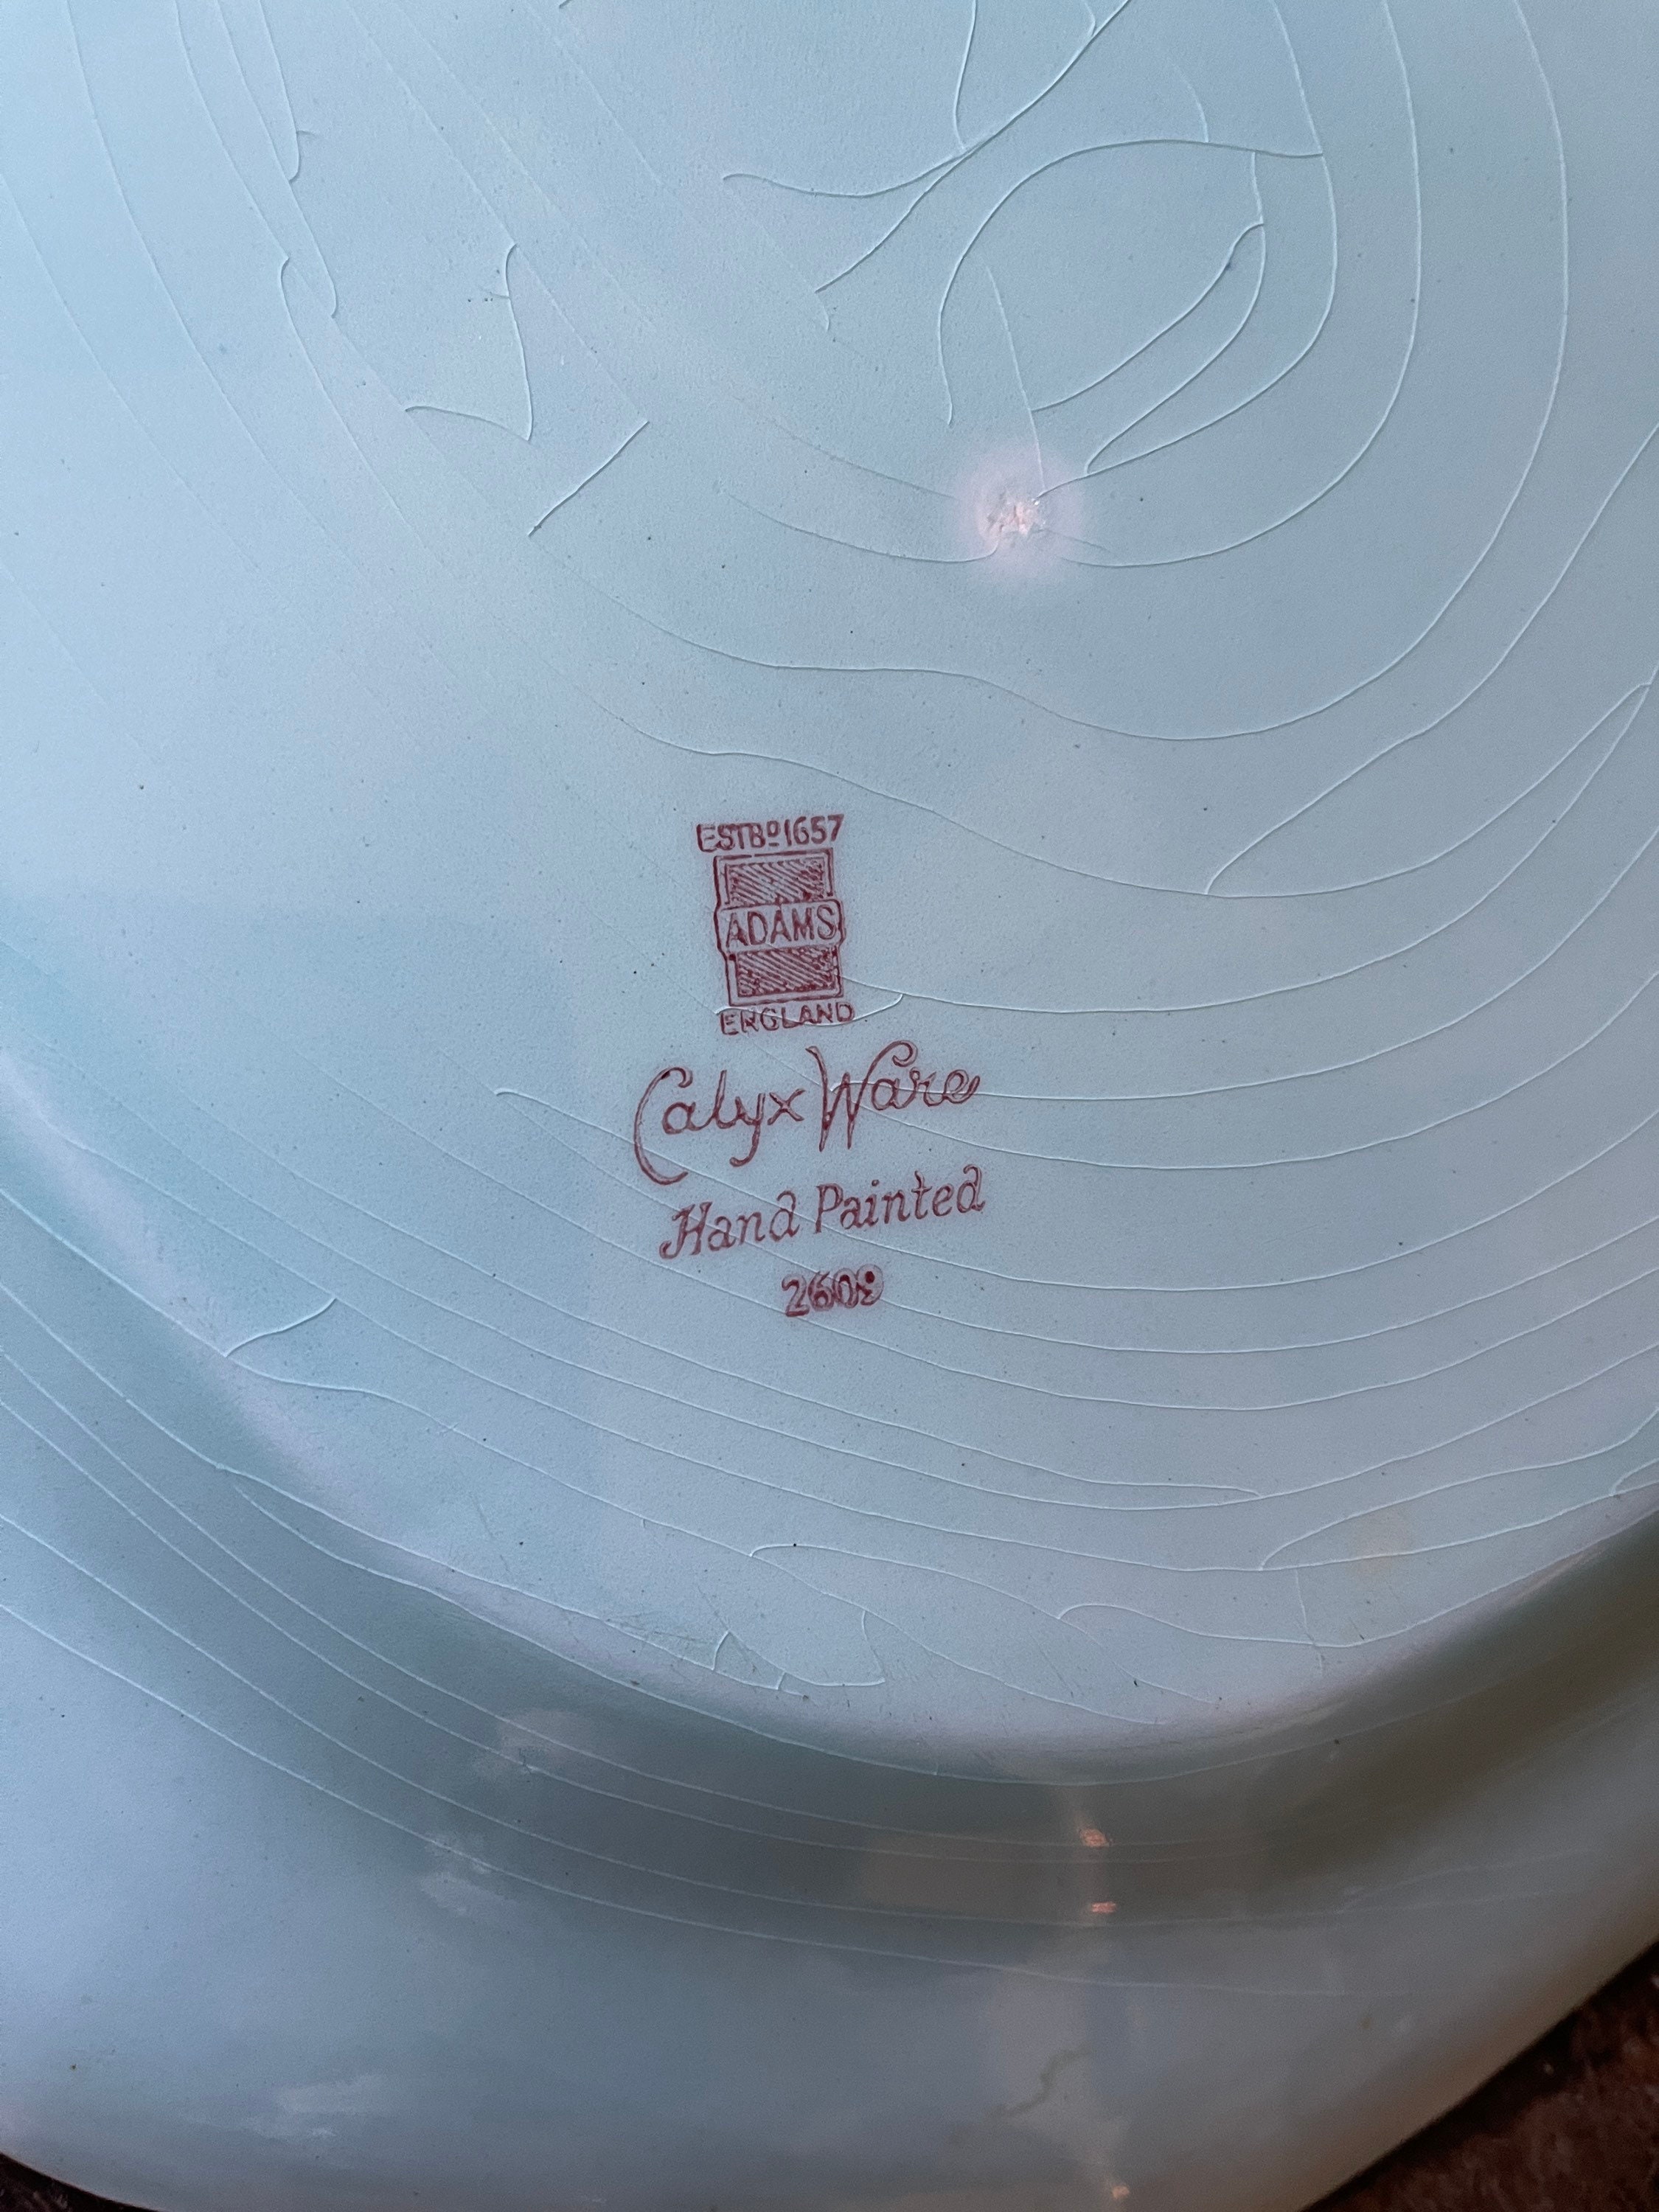 ESTBD 1657
ADAMS
ENGLAND
Calyx Ware
Hand Painted
2609